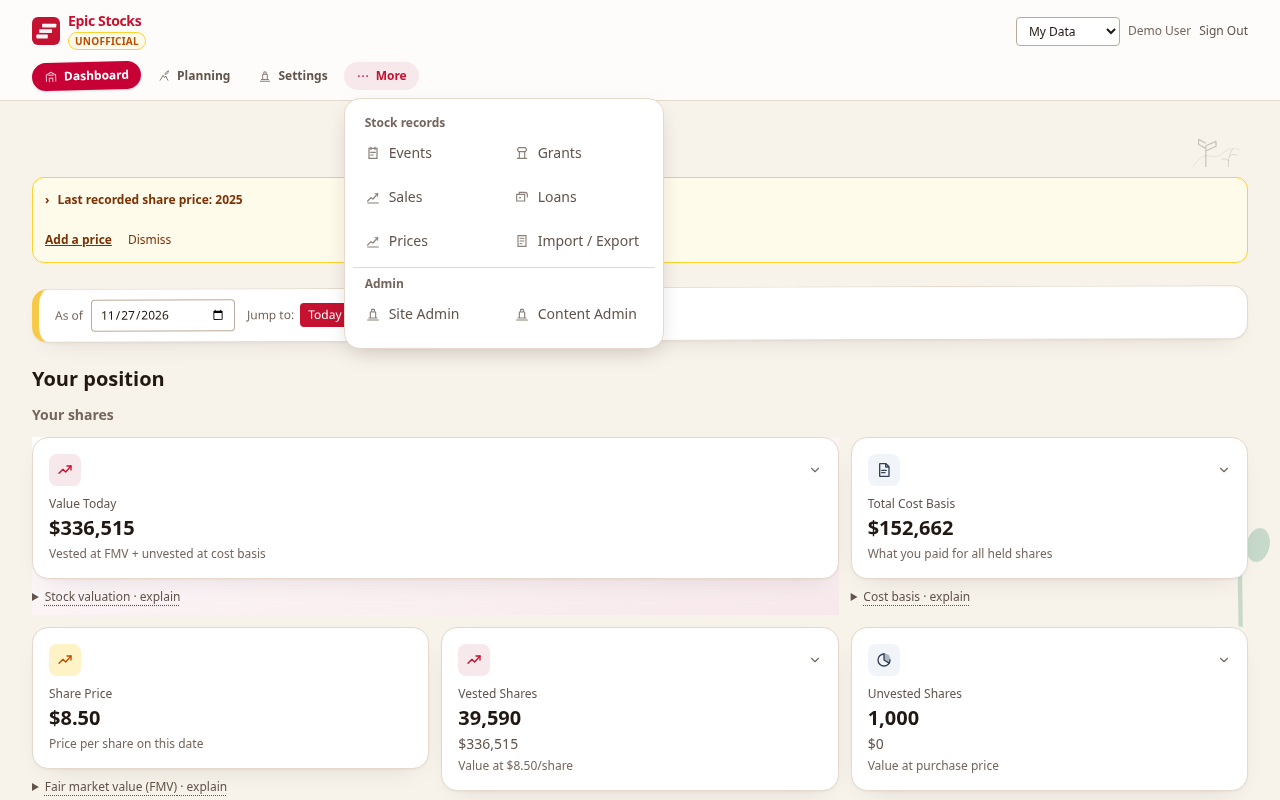 Epic Stocks
UNOFFICIAL
My Data
Demo User
Sign Out
Dashboard
Planning
Settings
More
Stock records
Events
Grants
Sales
Loans
Prices
Import / Export
Admin
Site Admin
Content Admin
› Last recorded share price: 2025
Add a price
Dismiss
As of
11/27/2026
Jump to:
Today
Your position
Your shares
Value Today
$336,515
Vested at FMV + unvested at cost basis
Stock valuation · explain
Total Cost Basis
$152,662
What you paid for all held shares
Cost basis · explain
Share Price
$8.50
Price per share on this date
Fair market value (FMV) · explain
Vested Shares
39,590
$336,515
Value at $8.50/share
Unvested Shares
1,000
$0
Value at purchase price